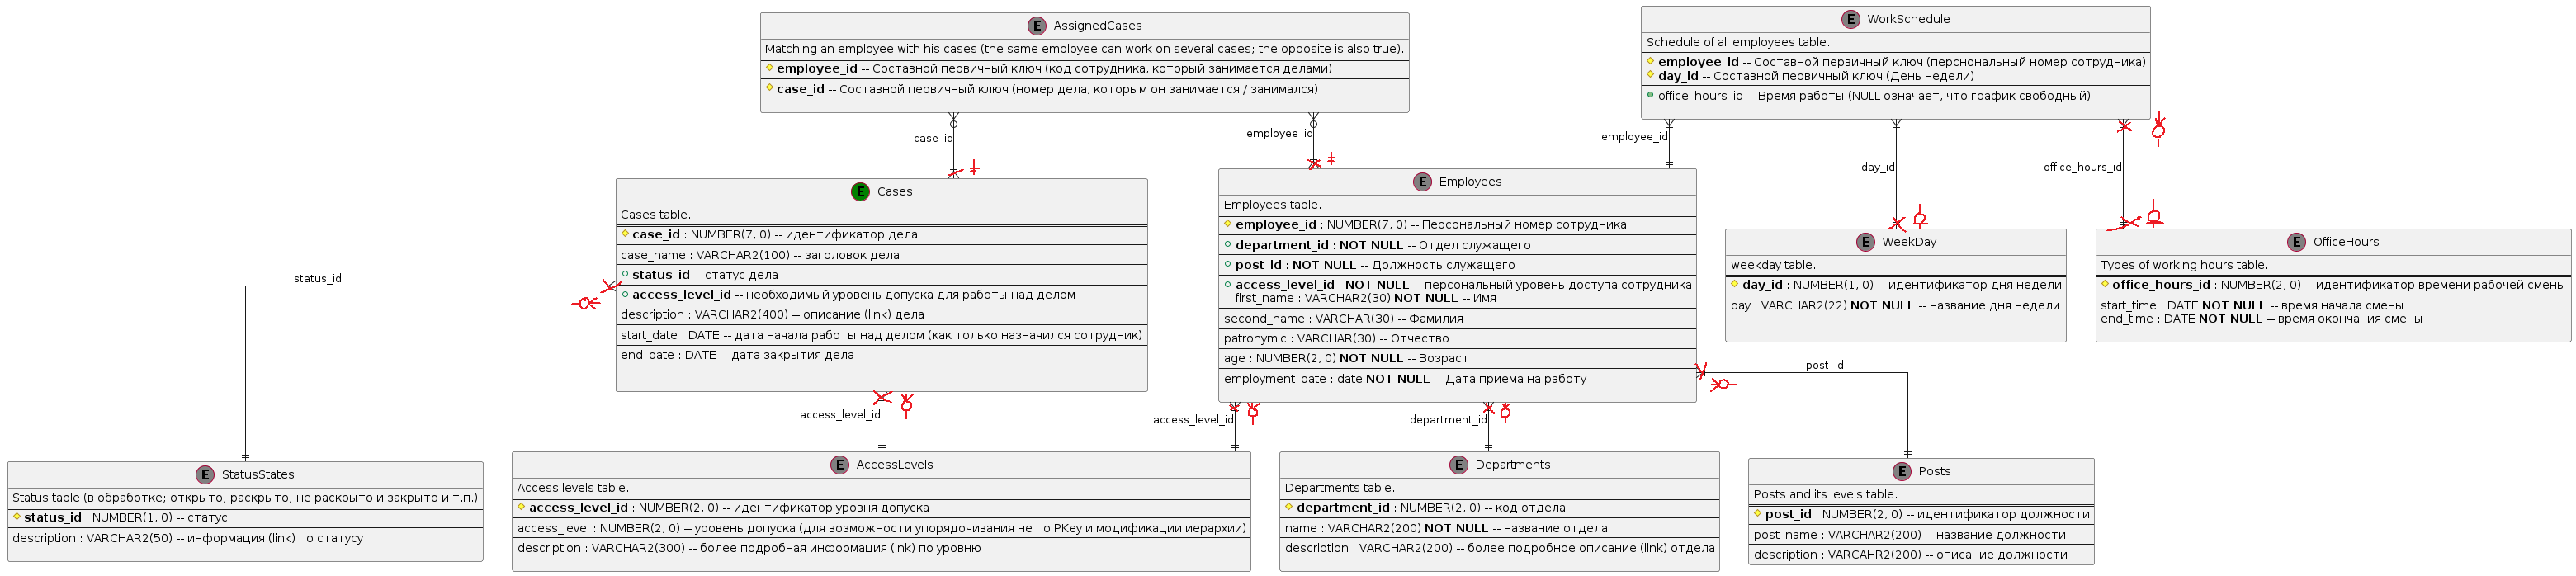 E AssignedCases
Matching an employee with his cases (the same employee can work on several cases; the opposite is also true).
employee_id -- Составной первичный ключ (код сотрудника, который занимается делами)
case_id -- Составной первичный ключ (номер дела, которым он занимается / занимался)
E WorkSchedule
Schedule of all employees table.
employee_id -- Составной первичный ключ (перснональный номер сотрудника)
day_id -- Составной первичный ключ (День недели)
office_hours_id -- Время работы (NULL означает, что график свободный)
case_id
employee_id
employee_id
day_id
office_hours_id
E Cases
Cases table.
case_id : NUMBER(7, 0) -- идентификатор дела
case_name : VARCHAR2(100) -- заголовок дела
status_id -- статус дела
access_level_id -- необходимый уровень допуска для работы над делом
description : VARCHAR2(400) -- описание (link) дела
start_date : DATE -- дата начала работы над делом (как только назначился сотрудник)
end_date : DATE -- дата закрытия дела
E Employees
Employees table.
employee_id : NUMBER(7, 0) -- Персональный номер сотрудника
department_id : NOT NULL -- Отдел служащего
post_id : NOT NULL -- Должность служащего
access_level_id : NOT NULL -- персональный уровень доступа сотрудника
first_name : VARCHAR2(30) NOT NULL -- Имя
second_name : VARCHAR(30) -- Фамилия
patronymic : VARCHAR(30) -- Отчество
age : NUMBER(2, 0) NOT NULL -- Возраст
employment_date : date NOT NULL -- Дата приема на работу
E WeekDay
weekday table.
day_id : NUMBER(1, 0) -- идентификатор дня недели
day : VARCHAR2(22) NOT NULL -- название дня недели
E OfficeHours
Types of working hours table.
office_hours_id : NUMBER(2, 0) -- идентификатор времени рабочей смены
start_time : DATE NOT NULL -- время начала смены
end_time : DATE NOT NULL -- время окончания смены
status_id
access_level_id
access_level_id
department_id
post_id
E StatusStates
Status table (в обработке; открыто; раскрыто; не раскрыто и закрыто и т.п.)
status_id : NUMBER(1, 0) -- статус
description : VARCHAR2(50) -- информация (link) по статусу
E AccessLevels
Access levels table.
access_level_id : NUMBER(2, 0) -- идентификатор уровня допуска
access_level : NUMBER(2, 0) -- уровень допуска (для возможности упорядочивания не по PKey и модификации иерархии)
description : VARCHAR2(300) -- более подробная информация (ink) по уровню
E Departments
Departments table.
department_id : NUMBER(2, 0) -- код отдела
name : VARCHAR2(200) NOT NULL -- название отдела
description : VARCHAR2(200) -- более подробное описание (link) отдела
E Posts
Posts and its levels table.
post_id : NUMBER(2, 0) -- идентификатор должности
post_name : VARCHAR2(200) -- название должности
description : VARCAHR2(200) -- описание должности